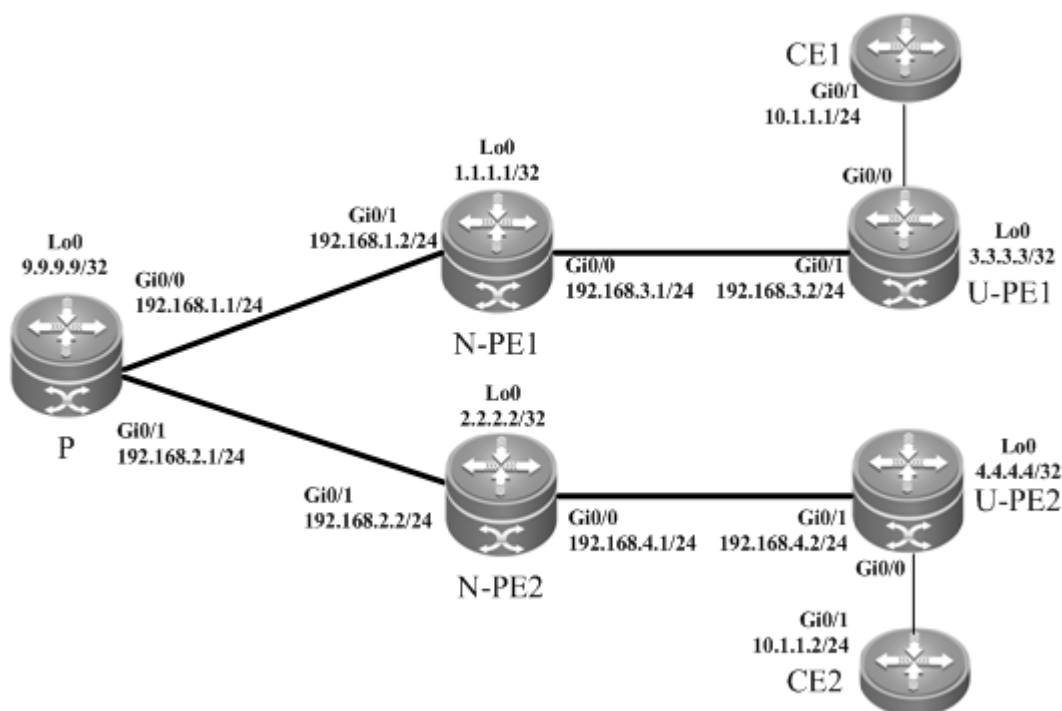 CE1
Gi0/1
10.1.1.1/24
Lo0
1.1.1.1/32
Gi0/0
Gi0/1
192.168.1.2/24
Lo0
3.3.3.3/32
Lo0
9.9.9.9/32
Gi0/0
192.168.1.1/24
Gi0/0
192.168.3.1/24
Gi0/1
192.168.3.2/24
U-PE1
N-PE1
Lo0
2.2.2.2/32
P
Gi0/1
192.168.2.1/24
Lo0
4.4.4.4/32
U-PE2
Gi0/1
192.168.2.2/24
Gi0/0
192.168.4.1/24
Gi0/1
192.168.4.2/24
Gi0/0
N-PE2
Gi0/1
10.1.1.2/24
CE2